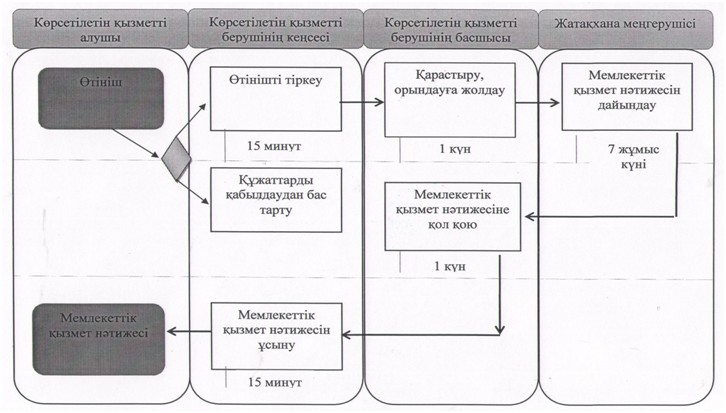 Көрсетілетін қызметті
алушы
Көрсетілетін қызметті
берушінің кеңсесі
Көрсетілетін қызметті
берушінің басшысы
Жатақхана меңгерушісі
Өтініш
Өтінішті тіркеу
15 минут
Қарастыру,
орындауға жолдау
1 күн
Мемлекеттік
қызмет нәтижесін
дайындау
7 жұмыс
күні
Құжаттарды
қабылдаудан бас
тарту
Мемлекеттік
қызмет нәтижесіне
қол қою
1 күн
Мемлекеттік
қызмет нәтижесі
Мемлекеттік
қызмет нәтижесін
ұсыну
15 минут